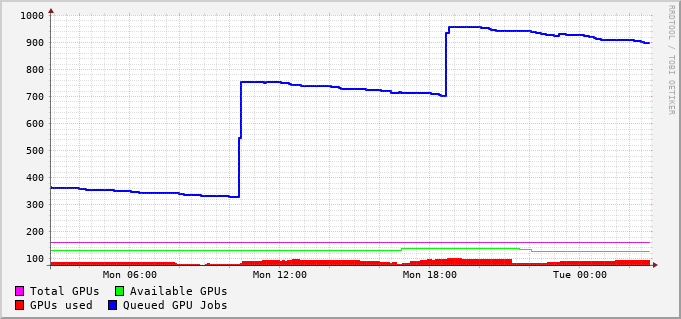 1000
900
800
700
600
500
400
300
200
100
Mon 06:00 Mon 12:00 Mon 18:00 Tue 00:00
Total GPUs Available GPUs
GPUs used Queued GPU Jobs
RRDTOOL / TOBI OETIKER